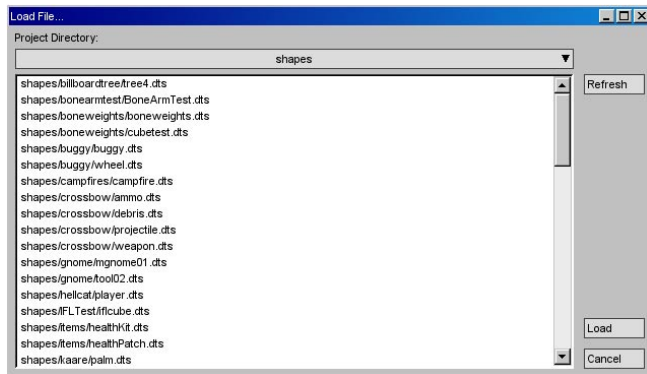 Load File...
Project Directory:
shapes
shapes/billboardtree/tree4.dts
shapes/bonearmtest/BoneArmTest.dts
shapes/boneweights/boneweights.dts
shapes/boneweights/cubetest.dts
shapes/buggy/buggy.dts
shapes/buggy/wheel.dts
shapes/campfires/campfire.dts
shapes/crossbow/ammo.dts
shapes/crossbow/debris.dts
shapes/crossbow/projectile.dts
shapes/crossbow/weapon.dts
shapes/gnome/mgnome01.dts
shapes/gnome/tool02.dts
shapes/hellcat/player.dts
shapes/IFLTest/iflcube.dts
shapes/items/healthKit.dts
shapes/items/healthPatch.dts
shapes/kaare/palm.dts
Refresh
Load
Cancel